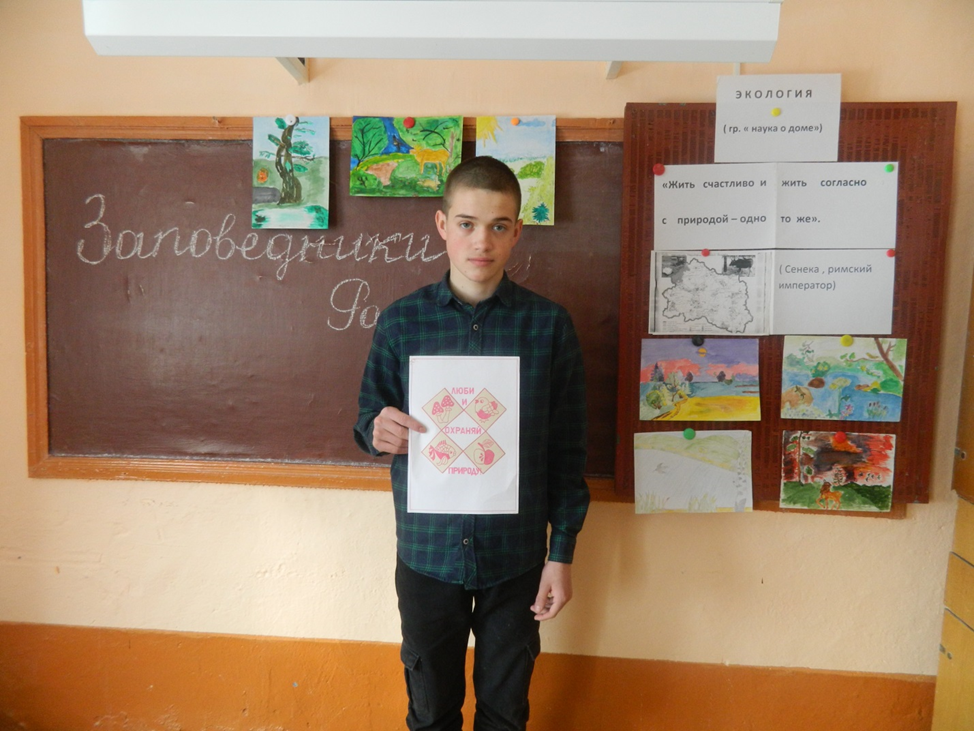 Заповедники
ЭКОЛОГИЯ
( гр. « наука о доме»)
«Жить счастливо и жить согласно
с природой – одно то же».
( Сенека , римский
император)
ЛЮБИ
И
ОХРАНЯЙ
ПРИРОДУ